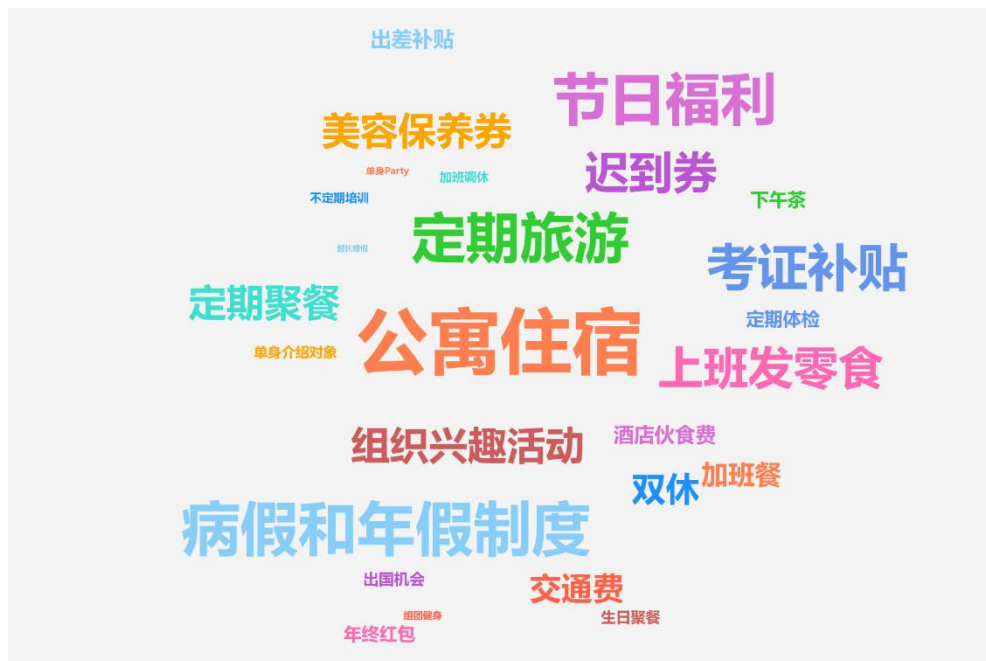 出差补贴
节日福利
美容保养券
迟到券
单身Party
加班调休
不定期培训
下午茶
定期旅游
超长婚假
考证补贴
定期聚餐
定期体检
公寓住宿
单身介绍对象
上班发零食
组织兴趣活动
酒店伙食费
双休
加班餐
病假和年假制度
出国机会
交通费
组团健身
生日聚餐
年终红包